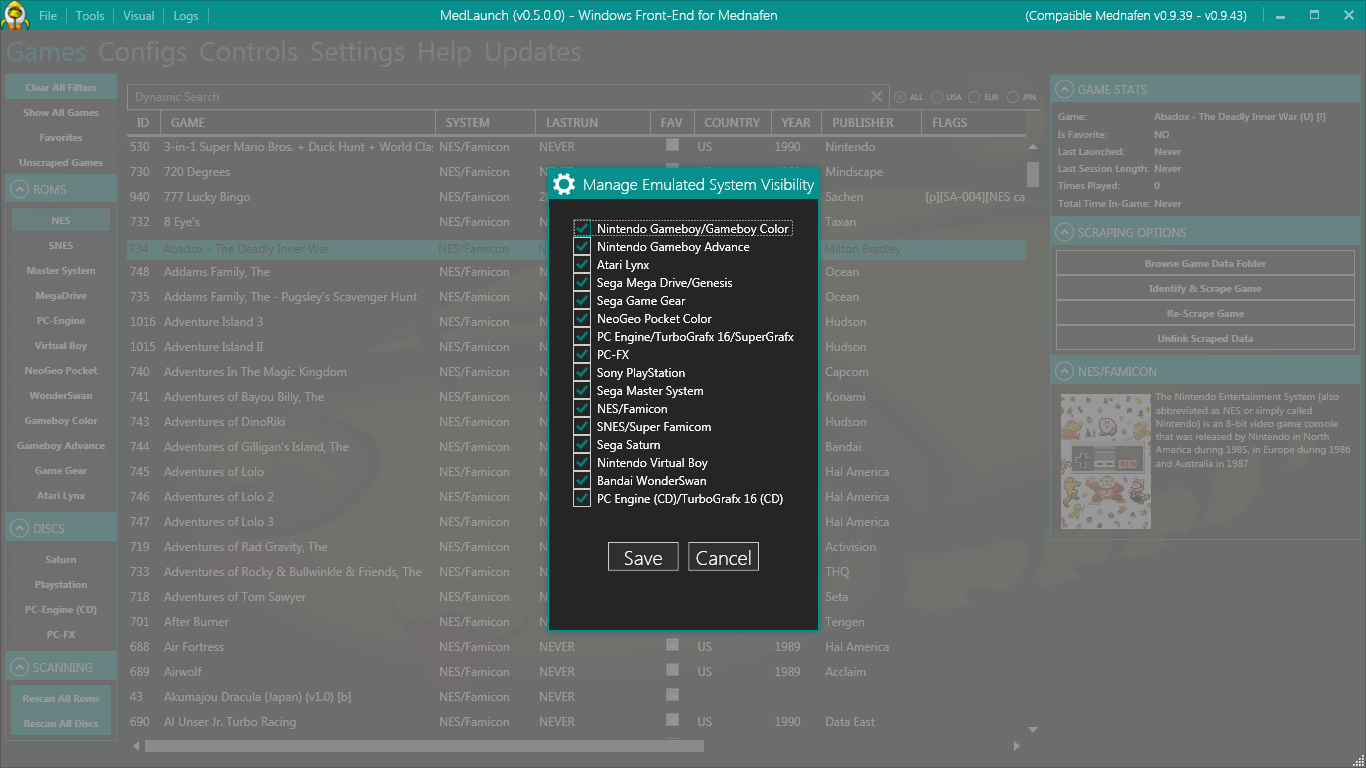 File Tools Visual Logs MedLaunch (v0.5.0.0) - Windows Front-End for Mednafen (Compatible Mednafen v0.9.39 - v0.9.43)
Games Configs Controls Settings Help Updates
Clear All Filters
Show All Games
Favorites
Unscraped Games
ROMS
NES
SNES
Master System
MegaDrive
PC-Engine
Virtual Boy
NeoGeo Pocket
WonderSwan
Gameboy Color
Gameboy Advance
Game Gear
Atari Lynx
DISCS
Saturn
Playstation
PC-Engine (CD)
PC-FX
SCANNING
Rescan All Roms
Rescan All Discs
Dynamic Search ALL USA EUR JPN
ID GAME SYSTEM LASTRUN FAV COUNTRY YEAR PUBLISHER FLAGS
530 3-in-1 Super Mario Bros. + Duck Hunt + World Clas NES/Famicon NEVER US 1990 Nintendo
730 720 Degrees NES/Famicon Mindscape
940 777 Lucky Bingo NES/Famicon Sachen [p][SA-004][NES ca
732 8 Eye's NES/Famicon Taxan
734 Abadox - The Deadly Inner War NES/Famicon Milton Bradley
748 Addams Family, The NES/Famicon Ocean
735 Addams Family, The - Pugsley's Scavenger Hunt NES/Famicon Ocean
1016 Adventure Island 3 NES/Famicon Hudson
1015 Adventure Island II NES/Famicon Hudson
740 Adventures In The Magic Kingdom NES/Famicon Capcom
741 Adventures of Bayou Billy, The NES/Famicon Konami
743 Adventures of DinoRiki NES/Famicon Hudson
744 Adventures of Gilligan's Island, The NES/Famicon Bandai
745 Adventures of Lolo NES/Famicon Hal America
746 Adventures of Lolo 2 NES/Famicon Hal America
747 Adventures of Lolo 3 NES/Famicon Hal America
719 Adventures of Rad Gravity, The NES/Famicon Activision
733 Adventures of Rocky & Bullwinkle & Friends, The NES/Famicon THQ
718 Adventures of Tom Sawyer NES/Famicon Seta
701 After Burner NES/Famicon Tengen
688 Air Fortress NES/Famicon NEVER US 1989 Hal America
689 Airwolf NES/Famicon NEVER US 1989 Acclaim
43 Akumajou Dracula (Japan) (v1.0) [b] NES/Famicon NEVER
690 Al Unser Jr. Turbo Racing NES/Famicon NEVER US 1990 Data East
Manage Emulated System Visibility
Nintendo Gameboy/Gameboy Color
Nintendo Gameboy Advance
Atari Lynx
Sega Mega Drive/Genesis
Sega Game Gear
NeoGeo Pocket Color
PC Engine/TurboGrafx 16/SuperGrafx
PC-FX
Sony PlayStation
Sega Master System
NES/Famicon
SNES/Super Famicom
Sega Saturn
Nintendo Virtual Boy
Bandai WonderSwan
PC Engine (CD)/TurboGrafx 16 (CD)
Save Cancel
GAME STATS
Game: Abadox - The Deadly Inner War (U) [!]
Is Favorite: NO
Last Launched: Never
Last Session Length: Never
Times Played: 0
Total Time In-Game: Never
SCRAPING OPTIONS
Browse Game Data Folder
Identify & Scrape Game
Re-Scrape Game
Unlink Scraped Data
NES/FAMICON
The Nintendo Entertainment System (also
abbreviated as NES or simply called
Nintendo) is an 8-bit video game console
that was released by Nintendo in North
America during 1985, in Europe during 1986
and Australia in 1987